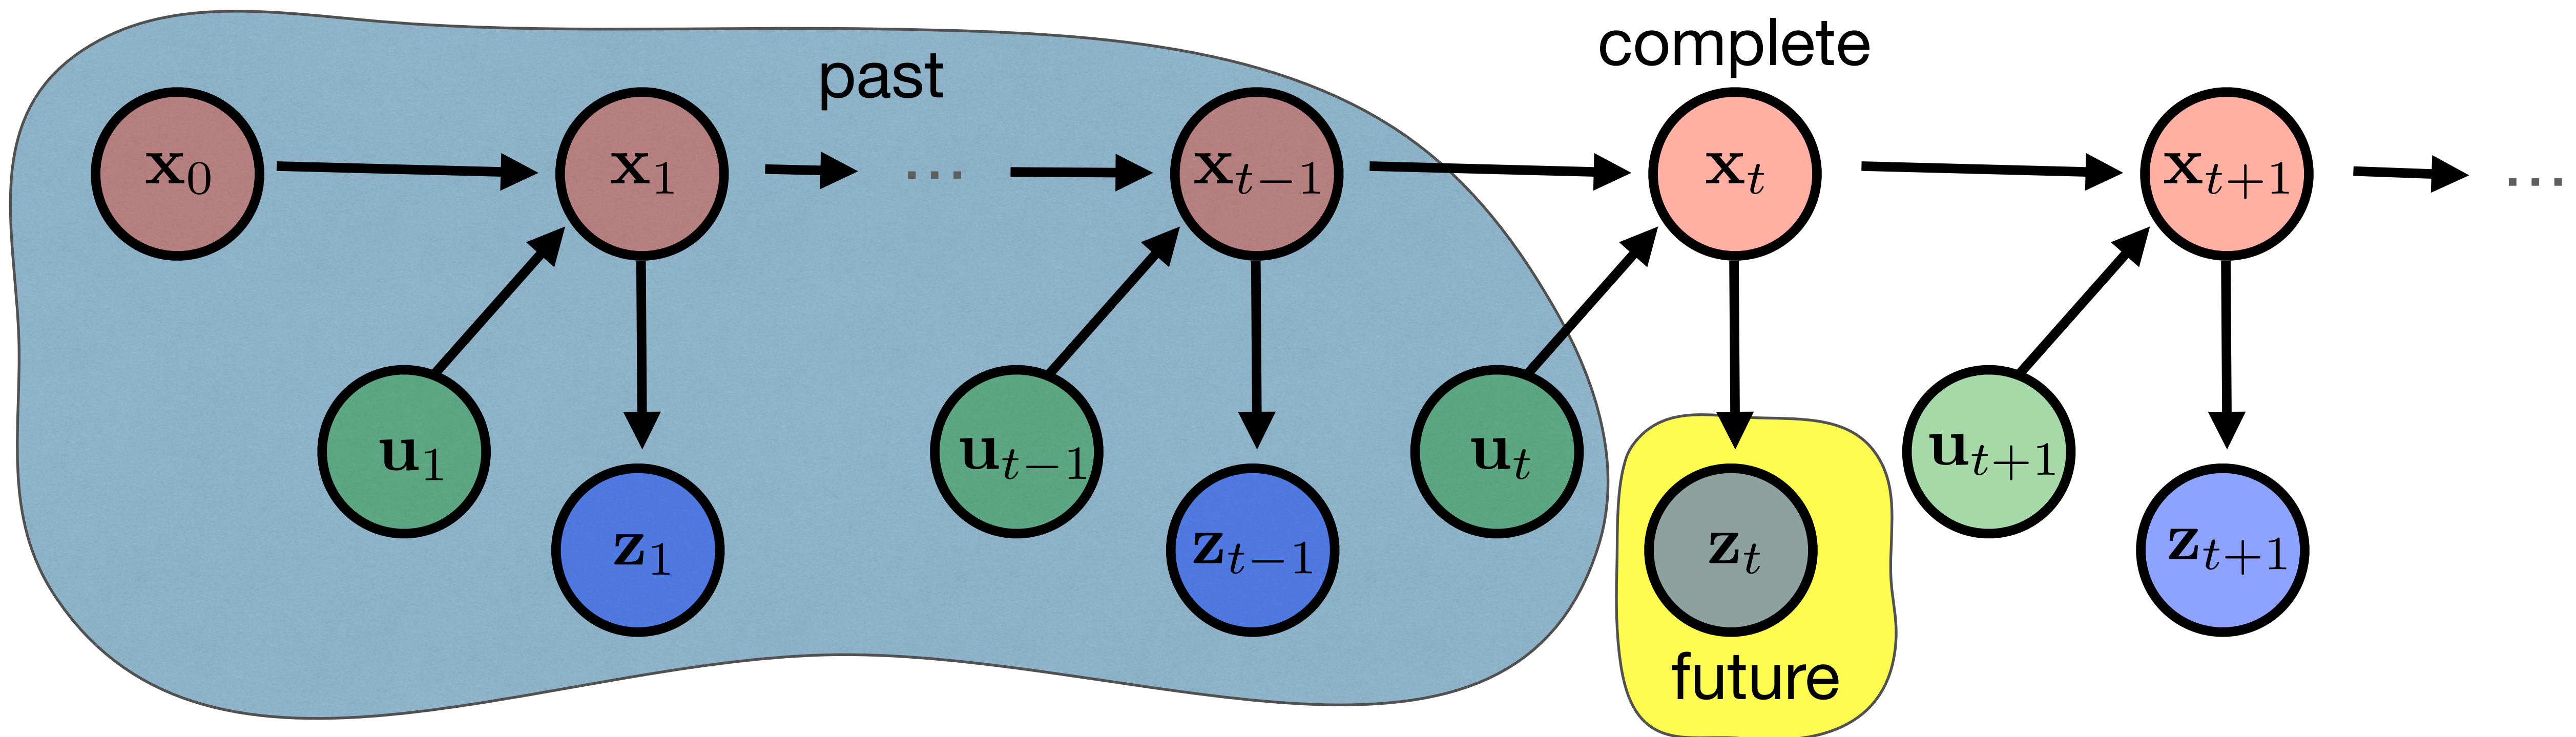 complete
past
x₀ x₁ ... xₜ₋₁ xₜ xₜ₊₁ ...
u₁ uₜ₋₁ uₜ uₜ₊₁
z₁ zₜ₋₁ zₜ zₜ₊₁
future